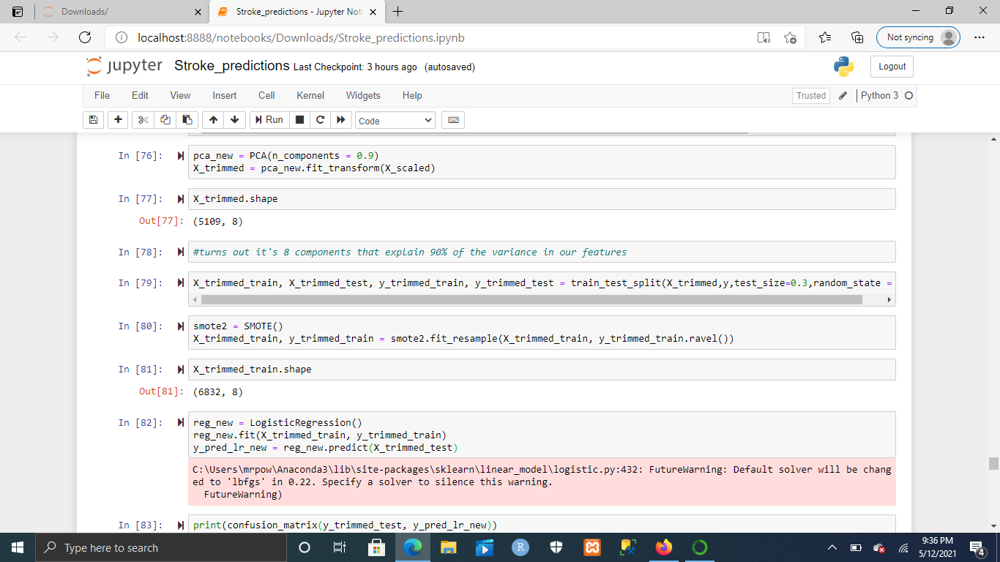 Downloads/
Stroke_predictions - Jupyter Not
localhost:8888/notebooks/Downloads/Stroke_predictions.ipynb
Not syncing
jupyter Stroke_predictions Last Checkpoint: 3 hours ago (autosaved)
Logout
File Edit View Insert Cell Kernel Widgets Help
Trusted
Python 3
Run
Code
In [76]: pca_new = PCA(n_components = 0.9)
X_trimmed = pca_new.fit_transform(X_scaled)
In [77]: X_trimmed.shape
Out[77]: (5109, 8)
In [78]: #turns out it's 8 components that explain 90% of the variance in our features
In [79]: X_trimmed_train, X_trimmed_test, y_trimmed_train, y_trimmed_test = train_test_split(X_trimmed,y,test_size=0.3,random_state =
In [80]: smote2 = SMOTE()
X_trimmed_train, y_trimmed_train = smote2.fit_resample(X_trimmed_train, y_trimmed_train.ravel())
In [81]: X_trimmed_train.shape
Out[81]: (6832, 8)
In [82]: reg_new = LogisticRegression()
reg_new.fit(X_trimmed_train, y_trimmed_train)
y_pred_lr_new = reg_new.predict(X_trimmed_test)
C:\Users\mrpow\Anaconda3\lib\site-packages\sklearn\linear_model\logistic.py:432: FutureWarning: Default solver will be chang
ed to 'lbfgs' in 0.22. Specify a solver to silence this warning.
FutureWarning)
In [83]: print(confusion_matrix(y_trimmed_test, y_pred_lr_new))
Type here to search
R
9:36 PM
5/12/2021
4